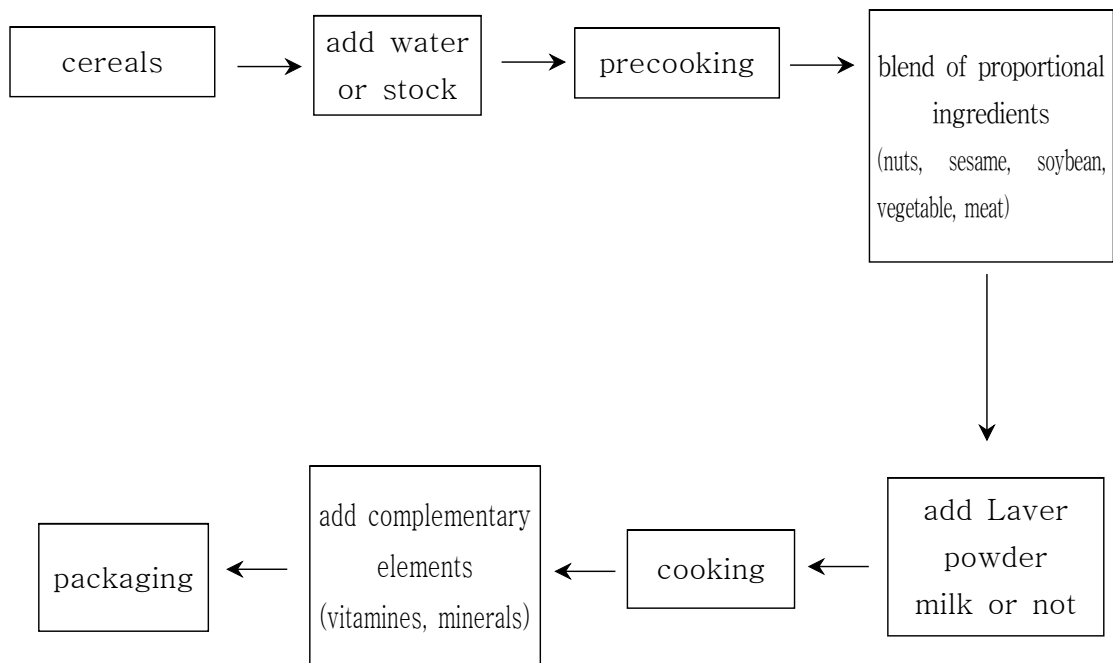 cereals
add water
or stock
precooking
blend of proportional
ingredients
(nuts, sesame, soybean,
vegetable, meat)
add Laver
powder
milk or not
cooking
add complementary
elements
(vitamines, minerals)
packaging